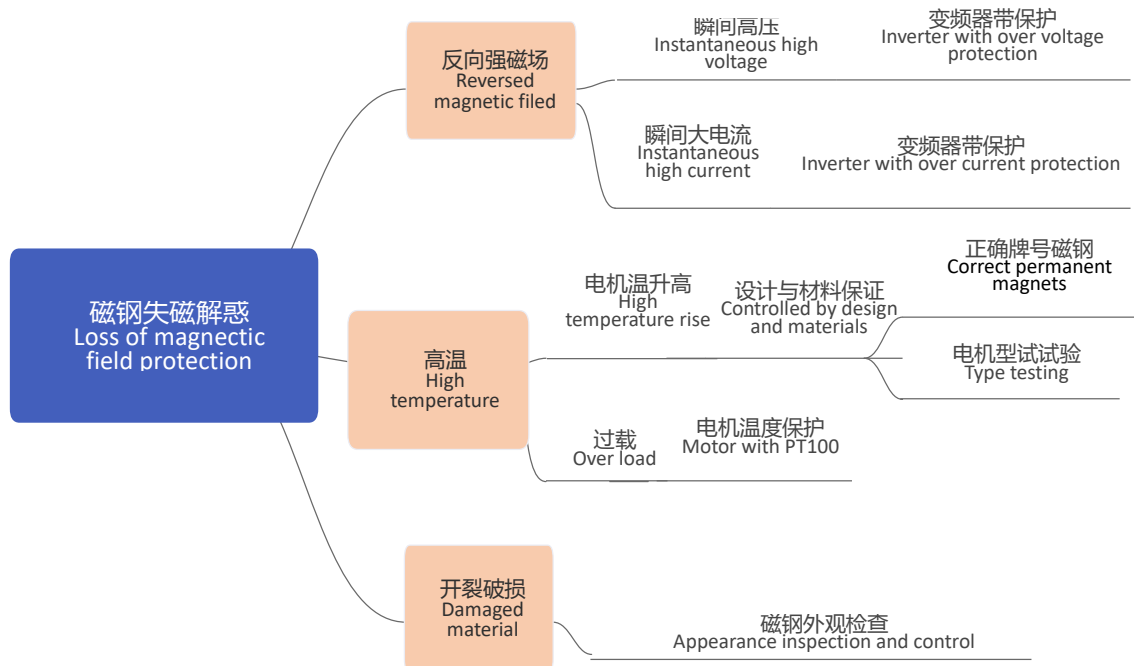 磁钢失磁解惑
Loss of magnectic
field protection
反向强磁场
Reversed
magnetic filed
瞬间高压
Instantaneous high
voltage
变频器带保护
Inverter with over voltage
protection
瞬间大电流
Instantaneous
high current
变频器带保护
Inverter with over current protection
高温
High
temperature
电机温升高
High
temperature rise
设计与材料保证
Controlled by design
and materials
正确牌号磁钢
Correct permanent
magnets
电机型试试验
Type testing
过载
Over load
电机温度保护
Motor with PT100
开裂破损
Damaged
material
磁钢外观检查
Appearance inspection and control